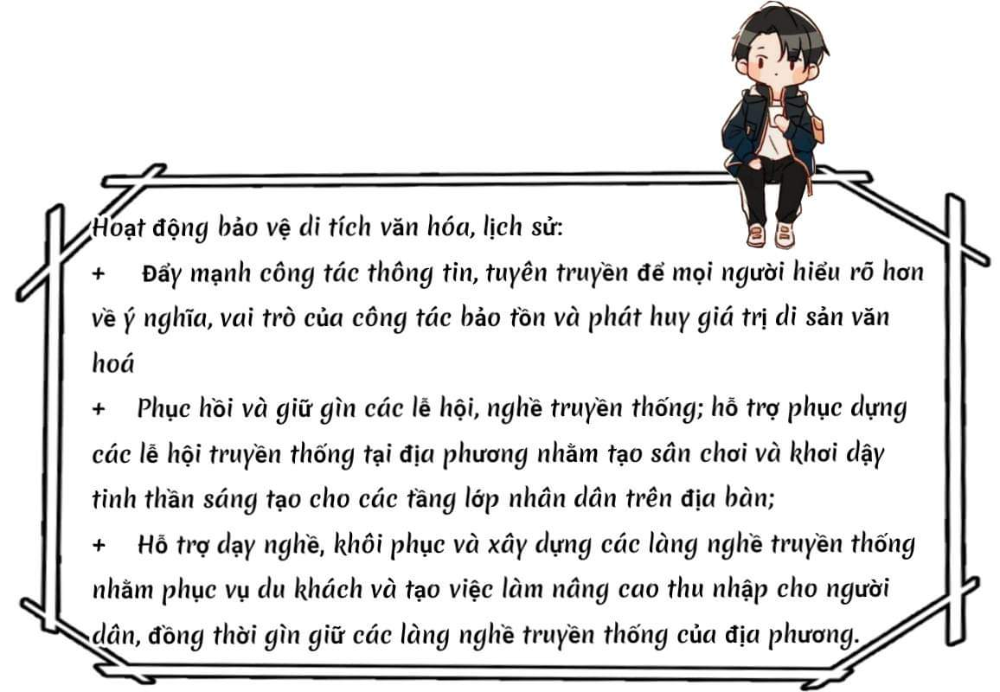 Hoạt động bảo vệ di tích văn hóa, lịch sử:
+ Đẩy mạnh công tác thông tin, tuyên truyền để mọi người hiểu rõ hơn
về ý nghĩa, vai trò của công tác bảo tồn và phát huy giá trị di sản văn
hoá
+ Phục hồi và giữ gìn các lễ hội, nghề truyền thống; hỗ trợ phục dựng
các lễ hội truyền thống tại địa phương nhằm tạo sân chơi và khơi dậy
tinh thần sáng tạo cho các tầng lớp nhân dân trên địa bàn;
+ Hỗ trợ dạy nghề, khôi phục và xây dựng các làng nghề truyền thống
nhằm phục vụ du khách và tạo việc làm nâng cao thu nhập cho người
dân, đồng thời gìn giữ các làng nghề truyền thống của địa phương.